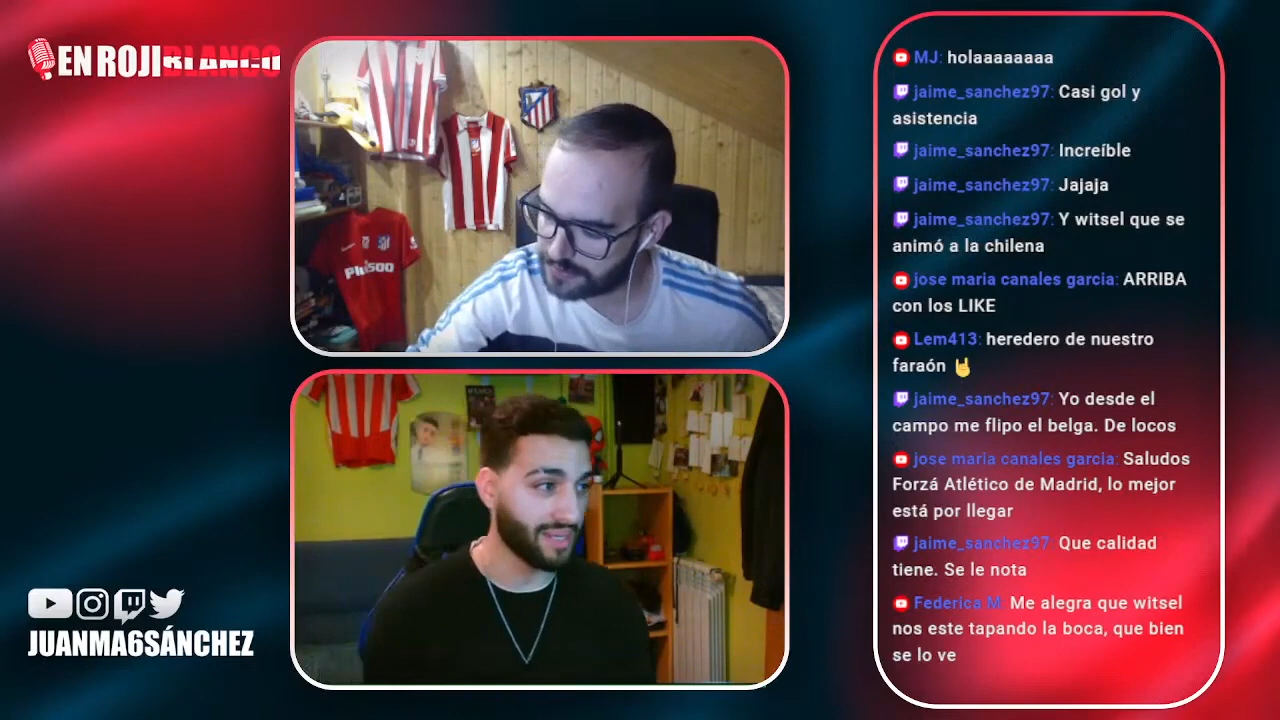 EN ROJIBLANCO
Plus500
MJ: holaaaaaaaa
jaime_sanchez97: Casi gol y
asistencia
jaime_sanchez97: Increíble
jaime_sanchez97: Jajaja
jaime_sanchez97: Y witsel que se
animó a la chilena
jose maria canales garcia: ARRIBA
con los LIKE
Lem413: heredero de nuestro
faraón 🤘
jaime_sanchez97: Yo desde el
campo me flipo el belga. De locos
jose maria canales garcia: Saludos
Forzá Atlético de Madrid, lo mejor
está por llegar
jaime_sanchez97: Que calidad
tiene. Se le nota
Federica M: Me alegra que witsel
nos este tapando la boca, que bien
se lo ve
JUANMA6SÁNCHEZ